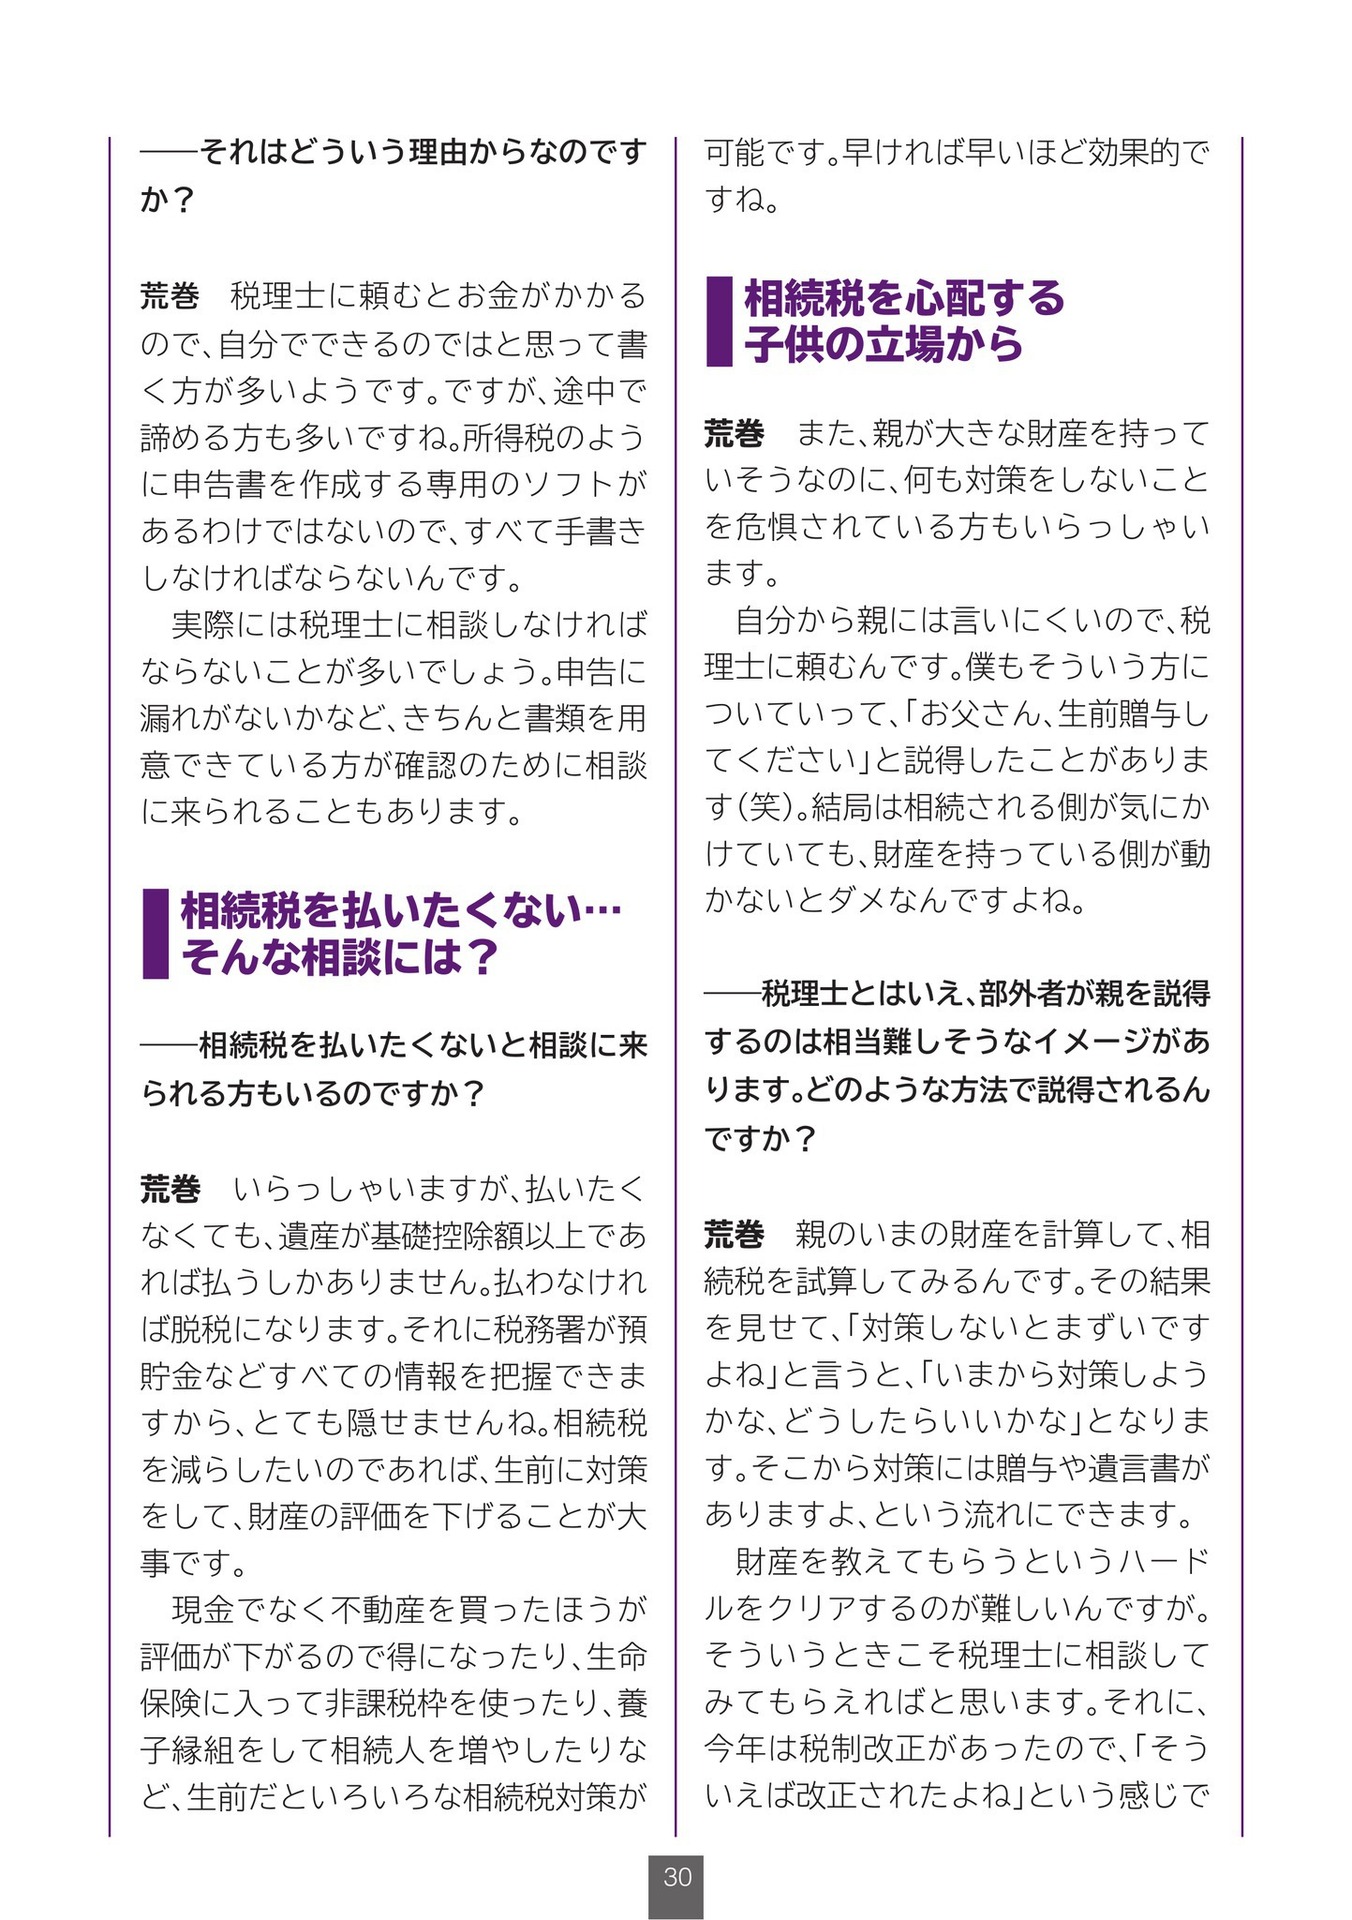 ――それはどういう理由からなのです
か？
荒巻　税理士に頼むとお金がかかる
ので、自分でできるのではと思って書
く方が多いようです。ですが、途中で
諦める方も多いですね。所得税のよう
に申告書を作成する専用のソフトが
あるわけではないので、すべて手書き
しなければならないんです。
　実際には税理士に相談しなければ
ならないことが多いでしょう。申告に
漏れがないかなど、きちんと書類を用
意できている方が確認のために相談
に来られることもあります。
相続税を払いたくない…
そんな相談には？
――相続税を払いたくないと相談に来
られる方もいるのですか？
荒巻　いらっしゃいますが、払いたく
なくても、遺産が基礎控除額以上であ
れば払うしかありません。払わなけれ
ば脱税になります。それに税務署が預
貯金などすべての情報を把握できま
すから、とても隠せませんね。相続税
を減らしたいのであれば、生前に対策
をして、財産の評価を下げることが大
事です。
　現金でなく不動産を買ったほうが
評価が下がるので得になったり、生命
保険に入って非課税枠を使ったり、養
子縁組をして相続人を増やしたりな
ど、生前だといろいろな相続税対策が
可能です。早ければ早いほど効果的で
すね。
相続税を心配する
子供の立場から
荒巻　また、親が大きな財産を持って
いそうなのに、何も対策をしないこと
を危惧されている方もいらっしゃい
ます。
　自分から親には言いにくいので、税
理士に頼むんです。僕もそういう方に
ついていって、「お父さん、生前贈与し
てください」と説得したことがありま
す（笑）。結局は相続される側が気にか
けていても、財産を持っている側が動
かないとダメなんですよね。
――税理士とはいえ、部外者が親を説得
するのは相当難しそうなイメージがあ
ります。どのような方法で説得されるん
ですか？
荒巻　親のいまの財産を計算して、相
続税を試算してみるんです。その結果
を見せて、「対策しないとまずいです
よね」と言うと、「いまから対策しよう
かな、どうしたらいいかな」となりま
す。そこから対策には贈与や遺言書が
ありますよ、という流れにできます。
　財産を教えてもらうというハード
ルをクリアするのが難しいんですが。
そういうときこそ税理士に相談して
みてもらえればと思います。それに、
今年は税制改正があったので、「そう
いえば改正されたよね」という感じで
30